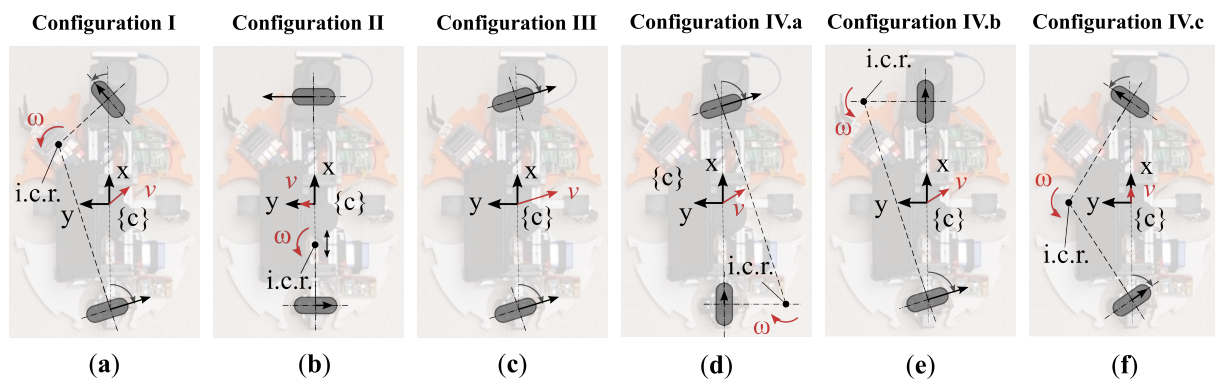 Configuration I Configuration II Configuration III Configuration IV.a Configuration IV.b Configuration IV.c
ω
i.c.r.
x
y
v
{c}
(a)
x
y
v
{c}
ω
i.c.r.
(b)
x
y
v
{c}
(c)
x
{c}
y
v
i.c.r.
ω
(d)
i.c.r.
ω
x
y
v
{c}
(e)
x
ω
v
y
{c}
i.c.r.
(f)